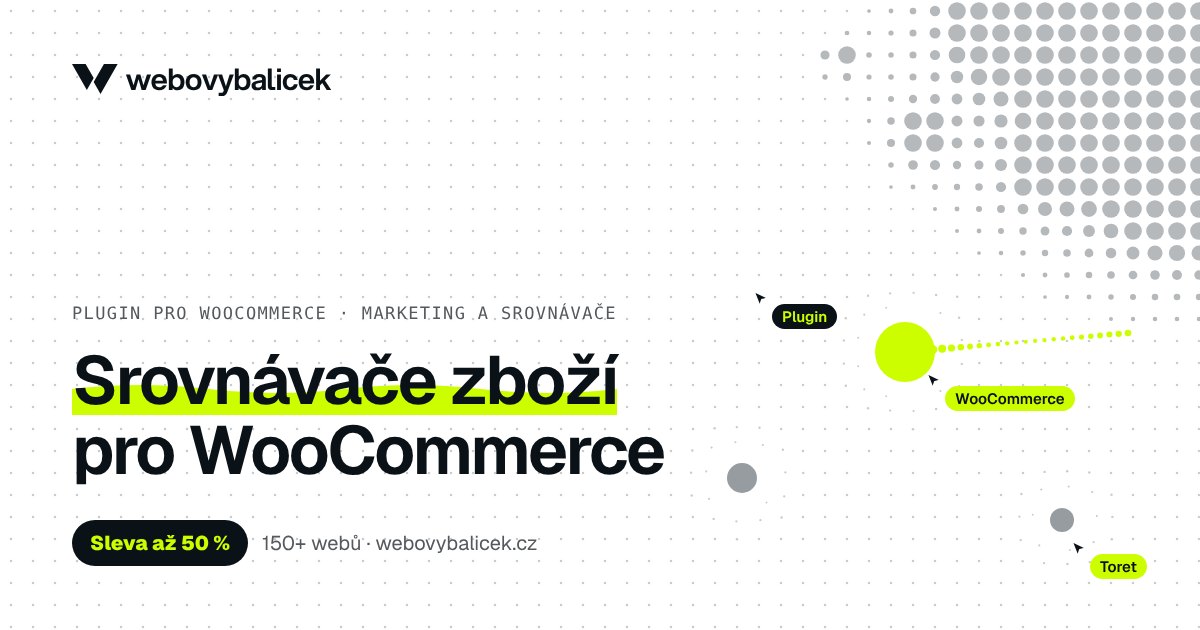 webovybalicek
PLUGIN PRO WOOCOMMERCE · MARKETING A SROVNÁVAČE
Srovnávače zboží
pro WooCommerce
Sleva až 50 %
150+ webů · webovybalicek.cz
Plugin
WooCommerce
Toret